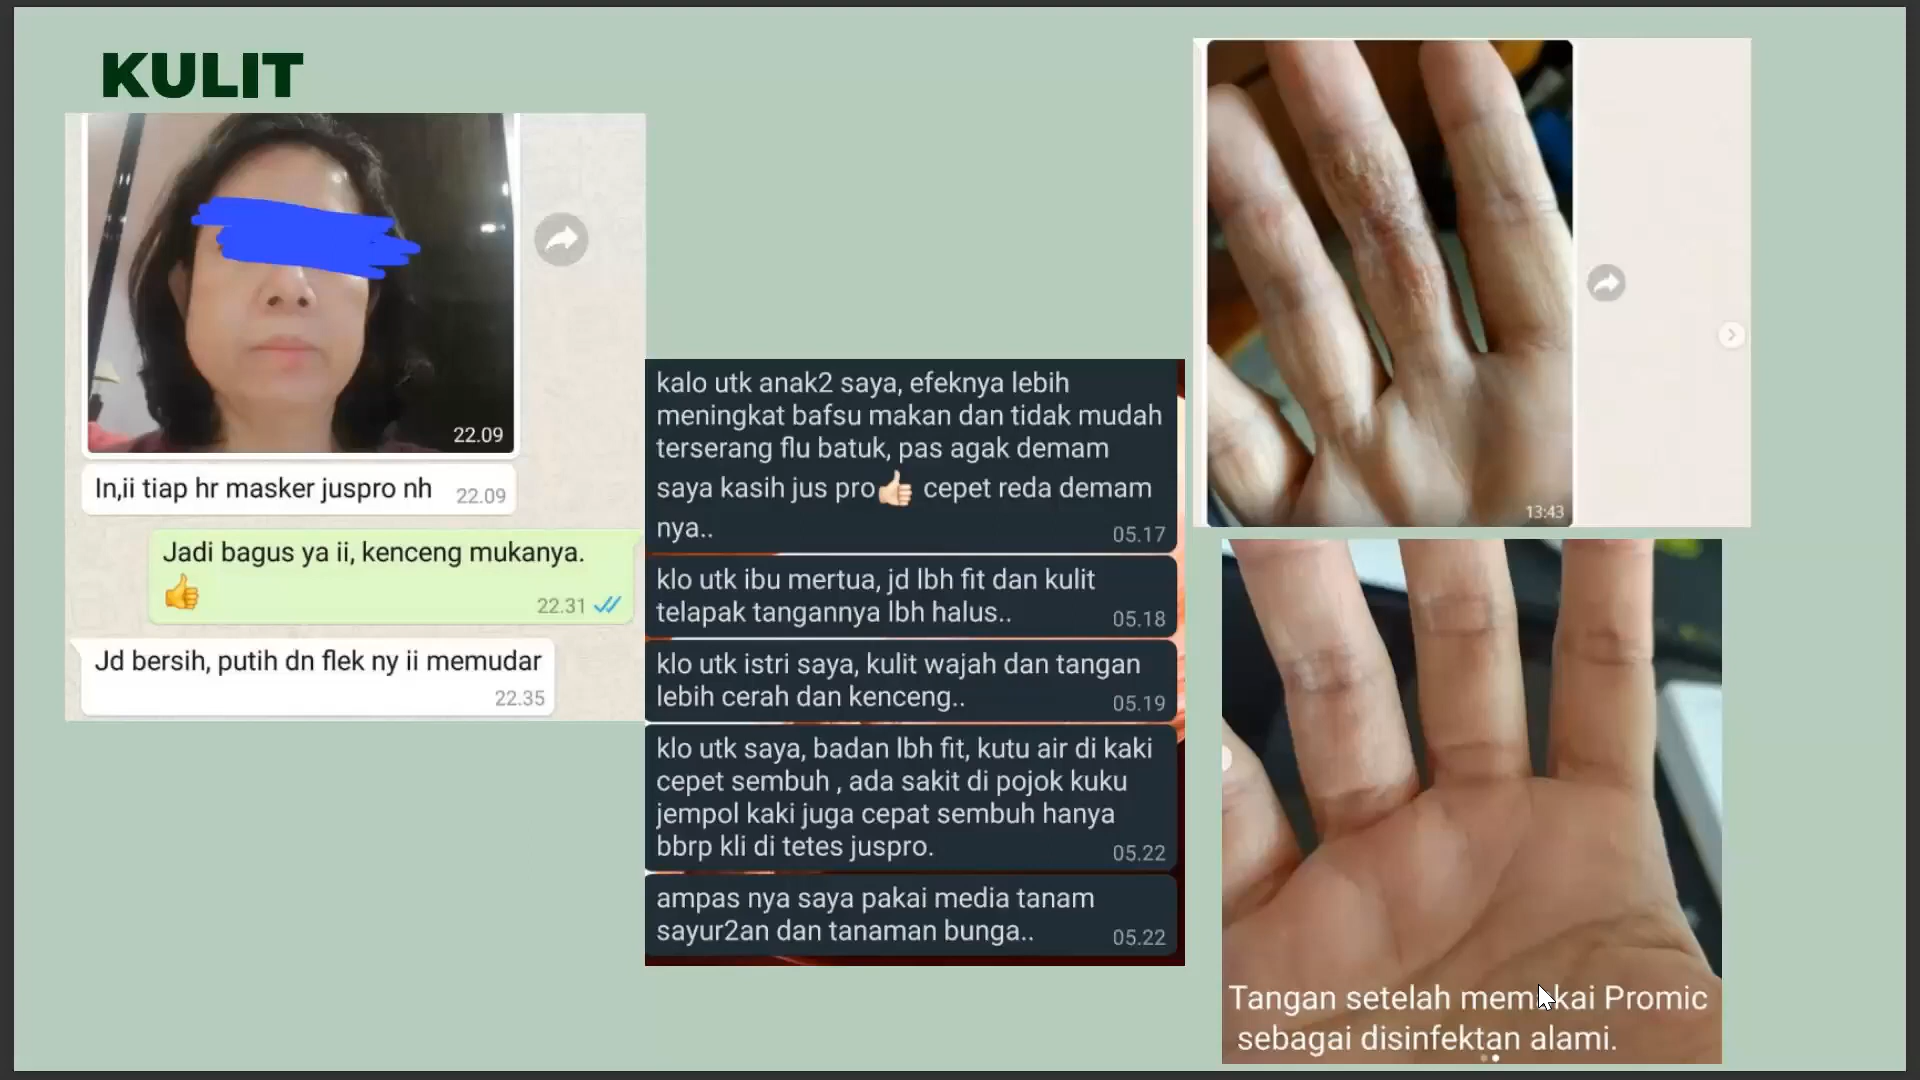 KULIT
22.09
In,ii tiap hr masker juspro nh 22.09
Jadi bagus ya ii, kenceng mukanya.
👍 22.31
Jd bersih, putih dn flek ny ii memudar
22.35
kalo utk anak2 saya, efeknya lebih
meningkat bafsu makan dan tidak mudah
terserang flu batuk, pas agak demam
saya kasih jus pro👍🏻 cepet reda demam
nya.. 05.17
klo utk ibu mertua, jd lbh fit dan kulit
telapak tangannya lbh halus.. 05.18
klo utk istri saya, kulit wajah dan tangan
lebih cerah dan kenceng.. 05.19
klo utk saya, badan lbh fit, kutu air di kaki
cepet sembuh , ada sakit di pojok kuku
jempol kaki juga cepat sembuh hanya
bbrp kli di tetes juspro. 05.22
ampas nya saya pakai media tanam
sayur2an dan tanaman bunga.. 05.22
13:43
Tangan setelah memakai Promic
sebagai disinfektan alami.